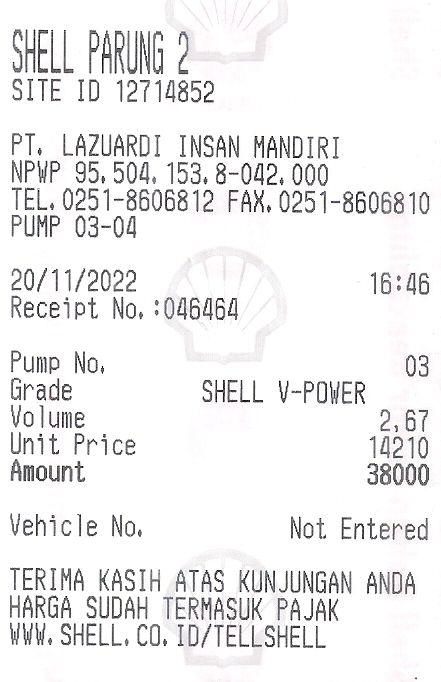 SHELL PARUNG 2
SITE ID 12714852
PT. LAZUARDI INSAN MANDIRI
NPWP 95.504.153.8-042.000
TEL.0251-8606812 FAX.0251-8606810
PUMP 03-04
20/11/2022 16:46
Receipt No.:046464
Pump No. 03
Grade SHELL V-POWER
Volume 2,67
Unit Price 14210
Amount 38000
Vehicle No. Not Entered
TERIMA KASIH ATAS KUNJUNGAN ANDA
HARGA SUDAH TERMASUK PAJAK
WWW.SHELL.CO.ID/TELLSHELL